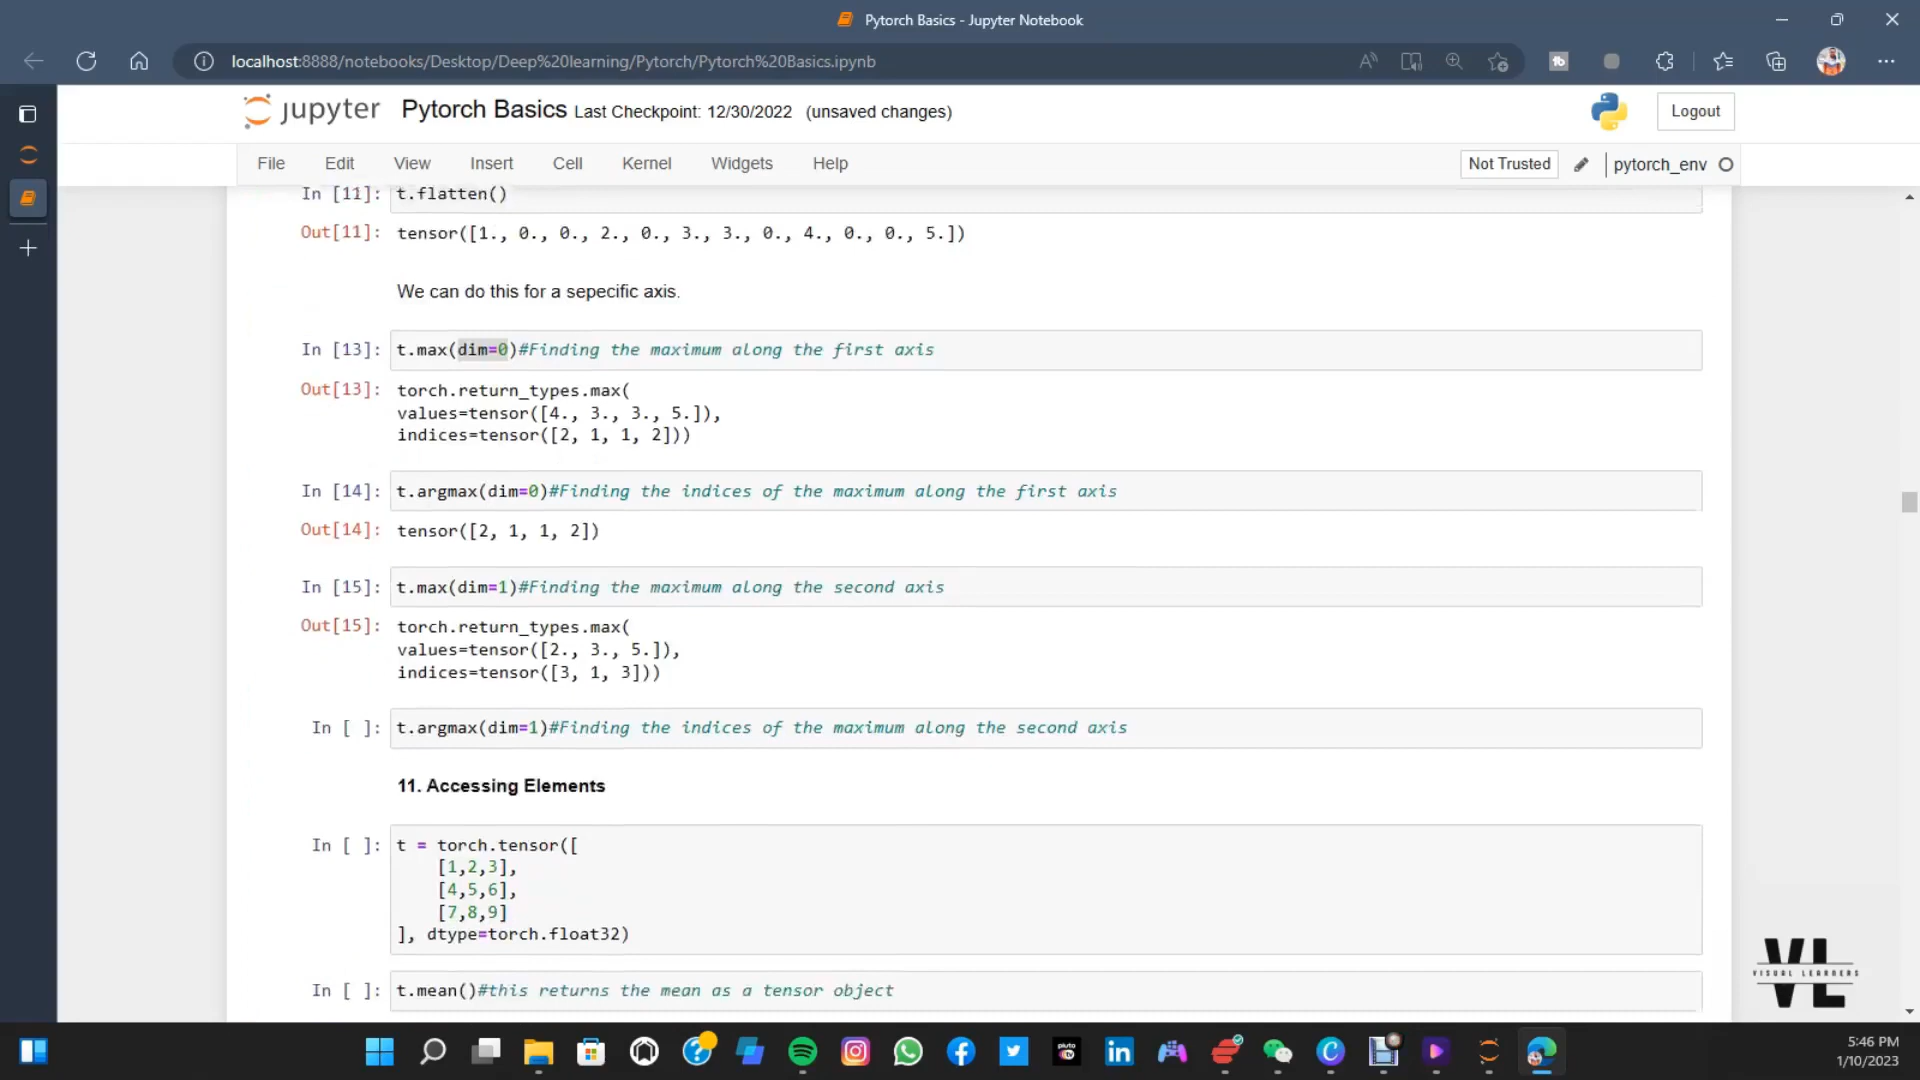 Pytorch Basics - Jupyter Notebook
localhost:8888/notebooks/Desktop/Deep%20learning/Pytorch/Pytorch%20Basics.ipynb
jupyter Pytorch Basics Last Checkpoint: 12/30/2022 (unsaved changes)
Logout
File Edit View Insert Cell Kernel Widgets Help
Not Trusted
pytorch_env
In [11]: t.flatten()
Out[11]: tensor([1., 0., 0., 2., 0., 3., 3., 0., 4., 0., 0., 5.])
We can do this for a sepecific axis.
In [13]: t.max(dim=0)#Finding the maximum along the first axis
Out[13]: torch.return_types.max(
values=tensor([4., 3., 3., 5.]),
indices=tensor([2, 1, 1, 2]))
In [14]: t.argmax(dim=0)#Finding the indices of the maximum along the first axis
Out[14]: tensor([2, 1, 1, 2])
In [15]: t.max(dim=1)#Finding the maximum along the second axis
Out[15]: torch.return_types.max(
values=tensor([2., 3., 5.]),
indices=tensor([3, 1, 3]))
In [ ]: t.argmax(dim=1)#Finding the indices of the maximum along the second axis
11. Accessing Elements
In [ ]: t = torch.tensor([
[1,2,3],
[4,5,6],
[7,8,9]
], dtype=torch.float32)
In [ ]: t.mean()#this returns the mean as a tensor object
VL
VISUAL LEARNERS
5:46 PM
1/10/2023